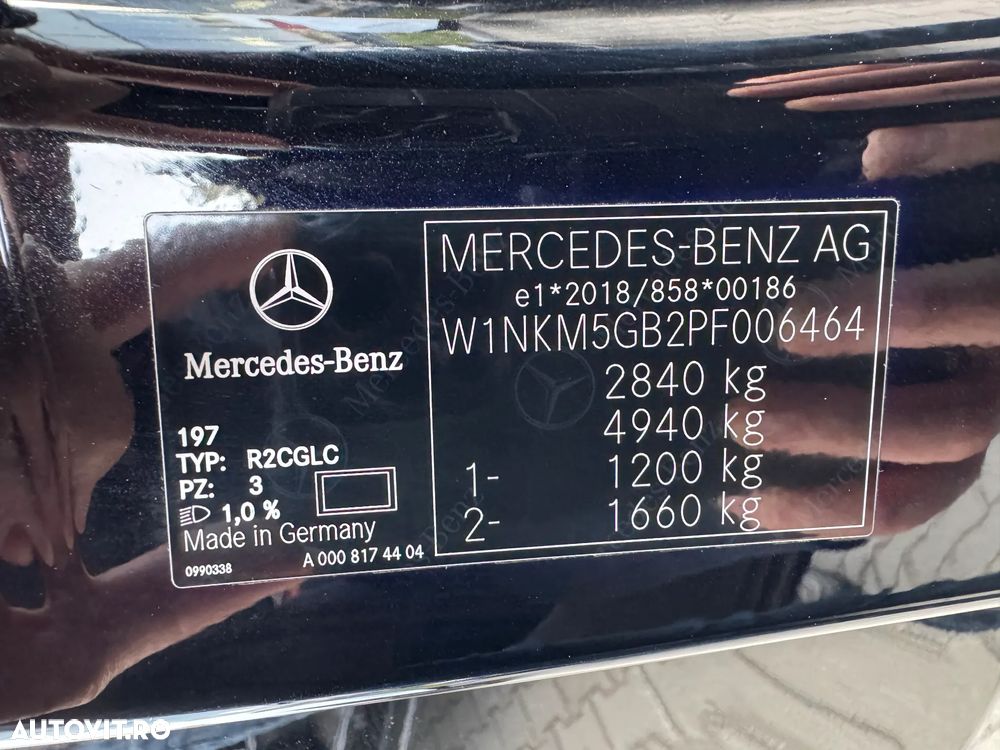 MERCEDES-BENZ AG
e1*2018/858*00186
W1NKM5GB2PF006464
2840 kg
4940 kg
1- 1200 kg
2- 1660 kg
Mercedes-Benz
197
TYP: R2CGLC
PZ: 3
1,0 %
Made in Germany
0990338 A 000 817 44 04
AUTOVIT.RO